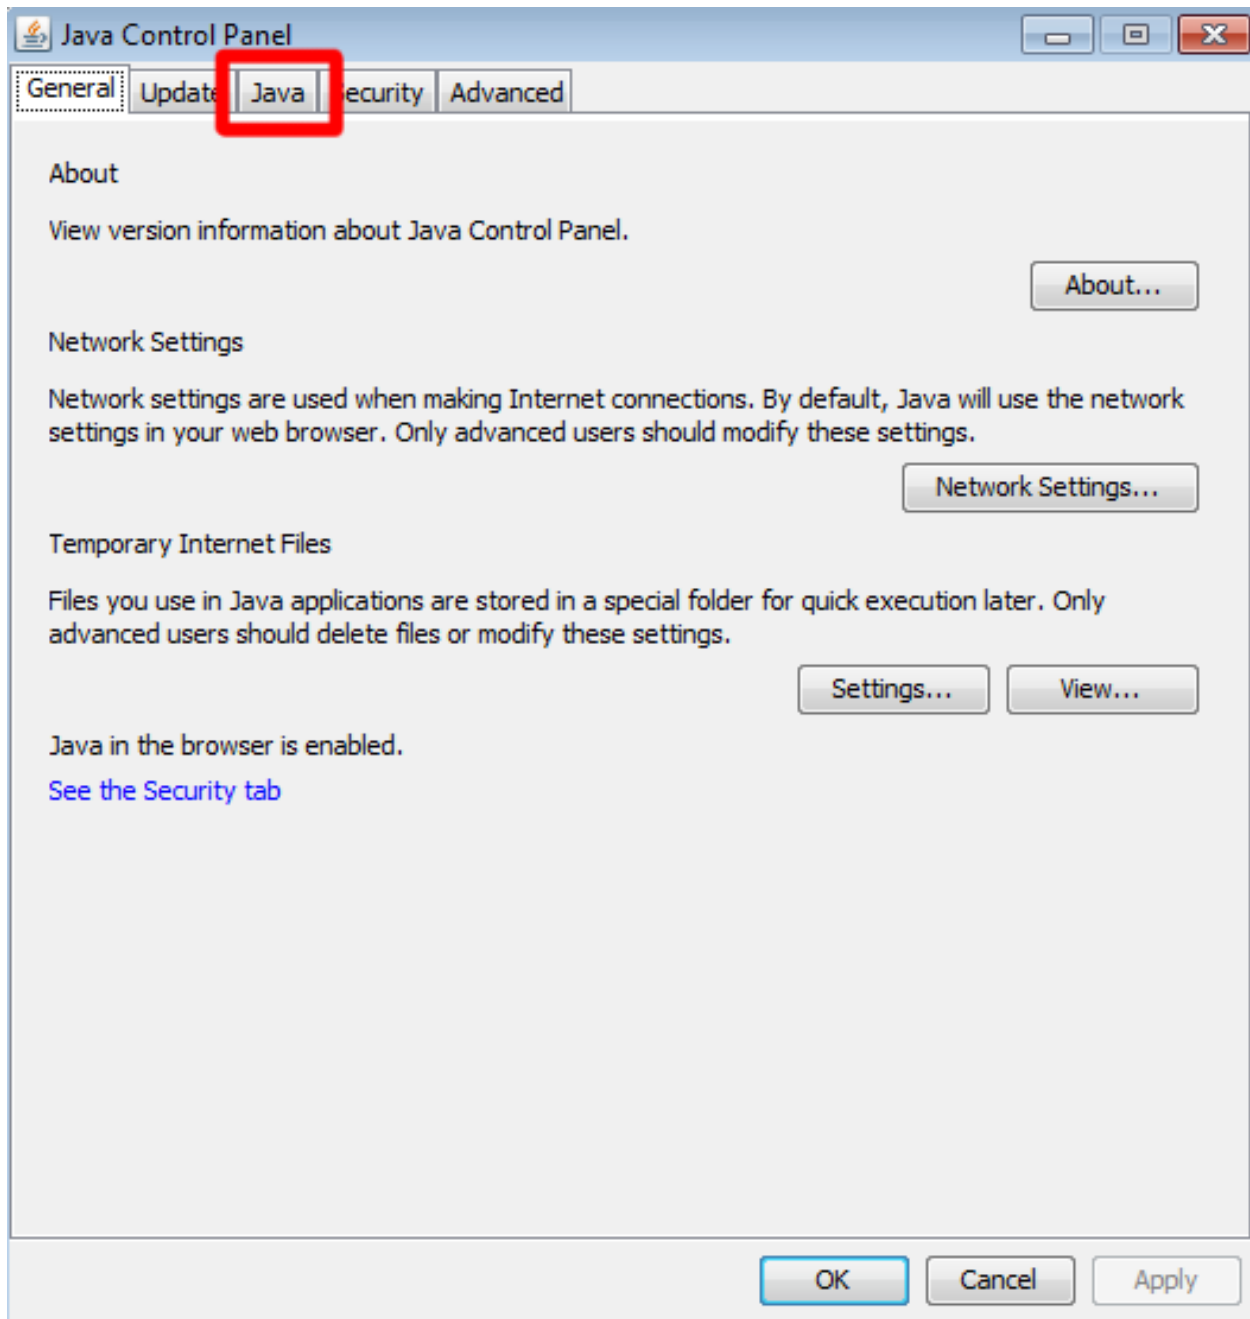 Java Control Panel
General Update Java Security Advanced
About
View version information about Java Control Panel.
About...
Network Settings
Network settings are used when making Internet connections. By default, Java will use the network
settings in your web browser. Only advanced users should modify these settings.
Network Settings...
Temporary Internet Files
Files you use in Java applications are stored in a special folder for quick execution later. Only
advanced users should delete files or modify these settings.
Settings... View...
Java in the browser is enabled.
See the Security tab
OK Cancel Apply